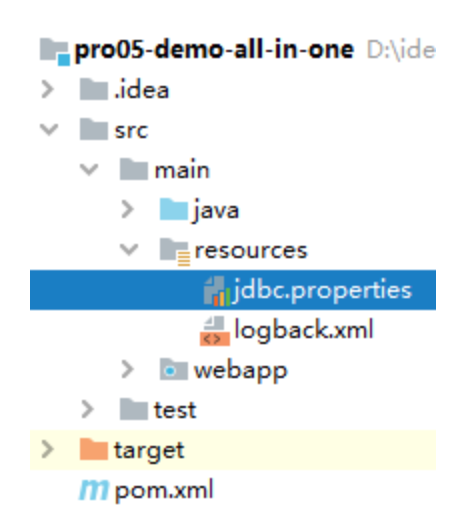 pro05-demo-all-in-one D:\ide
.idea
src
main
java
resources
jdbc.properties
logback.xml
webapp
test
target
pom.xml